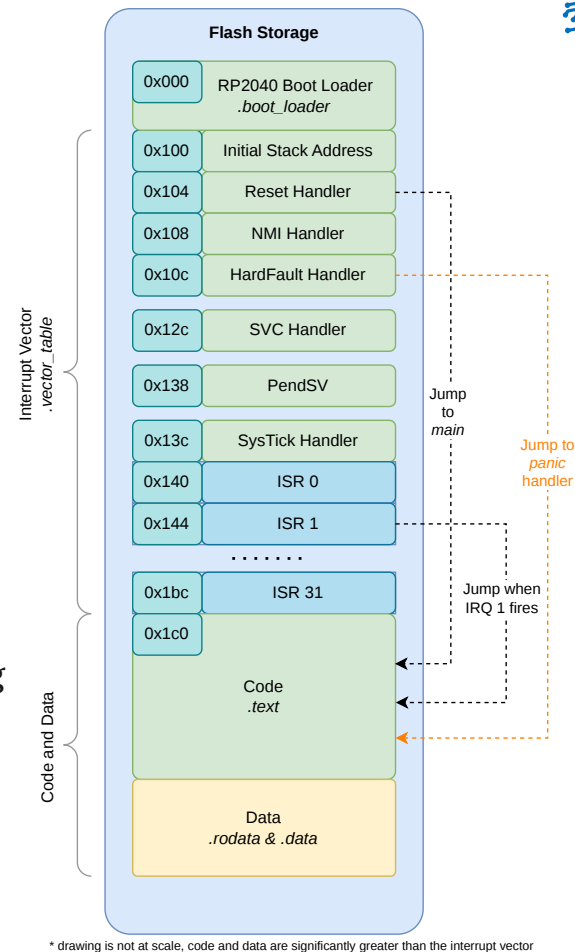 Flash Storage
0x000
RP2040 Boot Loader
.boot_loader
0x100 Initial Stack Address
0x104 Reset Handler
0x108 NMI Handler
0x10c HardFault Handler
0x12c SVC Handler
0x138 PendSV
0x13c SysTick Handler
0x140 ISR 0
0x144 ISR 1
.......
0x1bc ISR 31
0x1c0
Code
.text
Data
.rodata & .data
Interrupt Vector
.vector_table
Code and Data
Jump
to
main
Jump to
panic
handler
Jump when
IRQ 1 fires
* drawing is not at scale, code and data are significantly greater than the interrupt vector